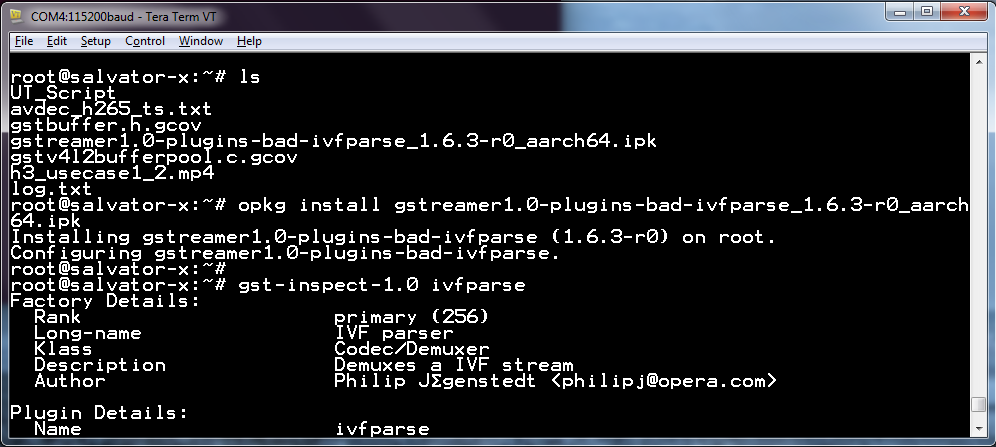 COM4:115200baud - Tera Term VT
File Edit Setup Control Window Help
root@salvator-x:~# ls
UT_Script
avdec_h265_ts.txt
gstbuffer.h.gcov
gstreamer1.0-plugins-bad-ivfparse_1.6.3-r0_aarch64.ipk
gstv4l2bufferpool.c.gcov
h3_usecase1_2.mp4
log.txt
root@salvator-x:~# opkg install gstreamer1.0-plugins-bad-ivfparse_1.6.3-r0_aarch
64.ipk
Installing gstreamer1.0-plugins-bad-ivfparse (1.6.3-r0) on root.
Configuring gstreamer1.0-plugins-bad-ivfparse.
root@salvator-x:~#
root@salvator-x:~# gst-inspect-1.0 ivfparse
Factory Details:
Rank primary (256)
Long-name IVF parser
Klass Codec/Demuxer
Description Demuxes a IVF stream
Author Philip JΣgenstedt <philipj@opera.com>
Plugin Details:
Name ivfparse